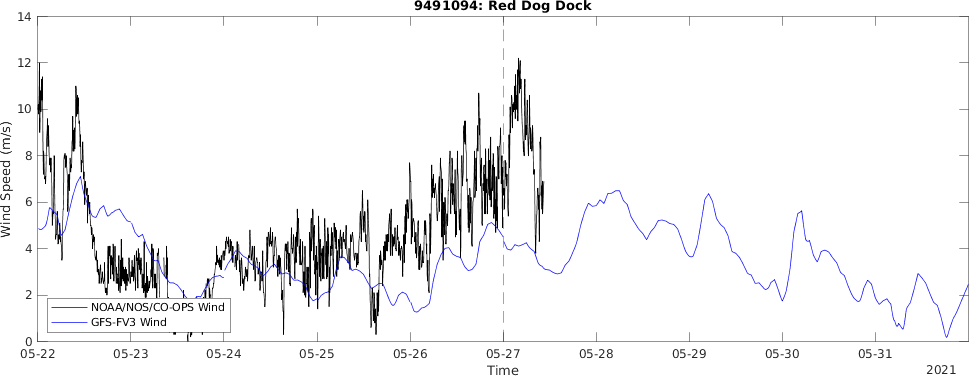 9491094: Red Dog Dock
14
12
10
8
6
4
2
0
Wind Speed (m/s)
NOAA/NOS/CO-OPS Wind
GFS-FV3 Wind
05-22 05-23 05-24 05-25 05-26 05-27 05-28 05-29 05-30 05-31
Time
2021